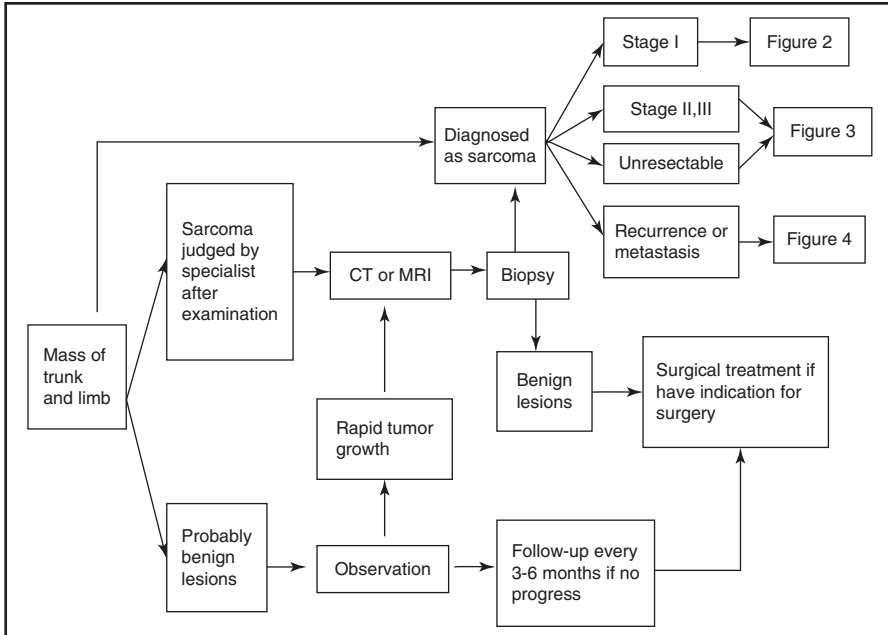 Stage I
Figure 2
Stage II,III
Figure 3
Diagnosed
as sarcoma
Unresectable
Recurrence or
metastasis
Figure 4
Sarcoma
judged by
specialist
after
examination
CT or MRI
Biopsy
Mass of
trunk
and limb
Benign
lesions
Surgical treatment if
have indication for
surgery
Rapid tumor
growth
Probably
benign
lesions
Observation
Follow-up every
3-6 months if no
progress